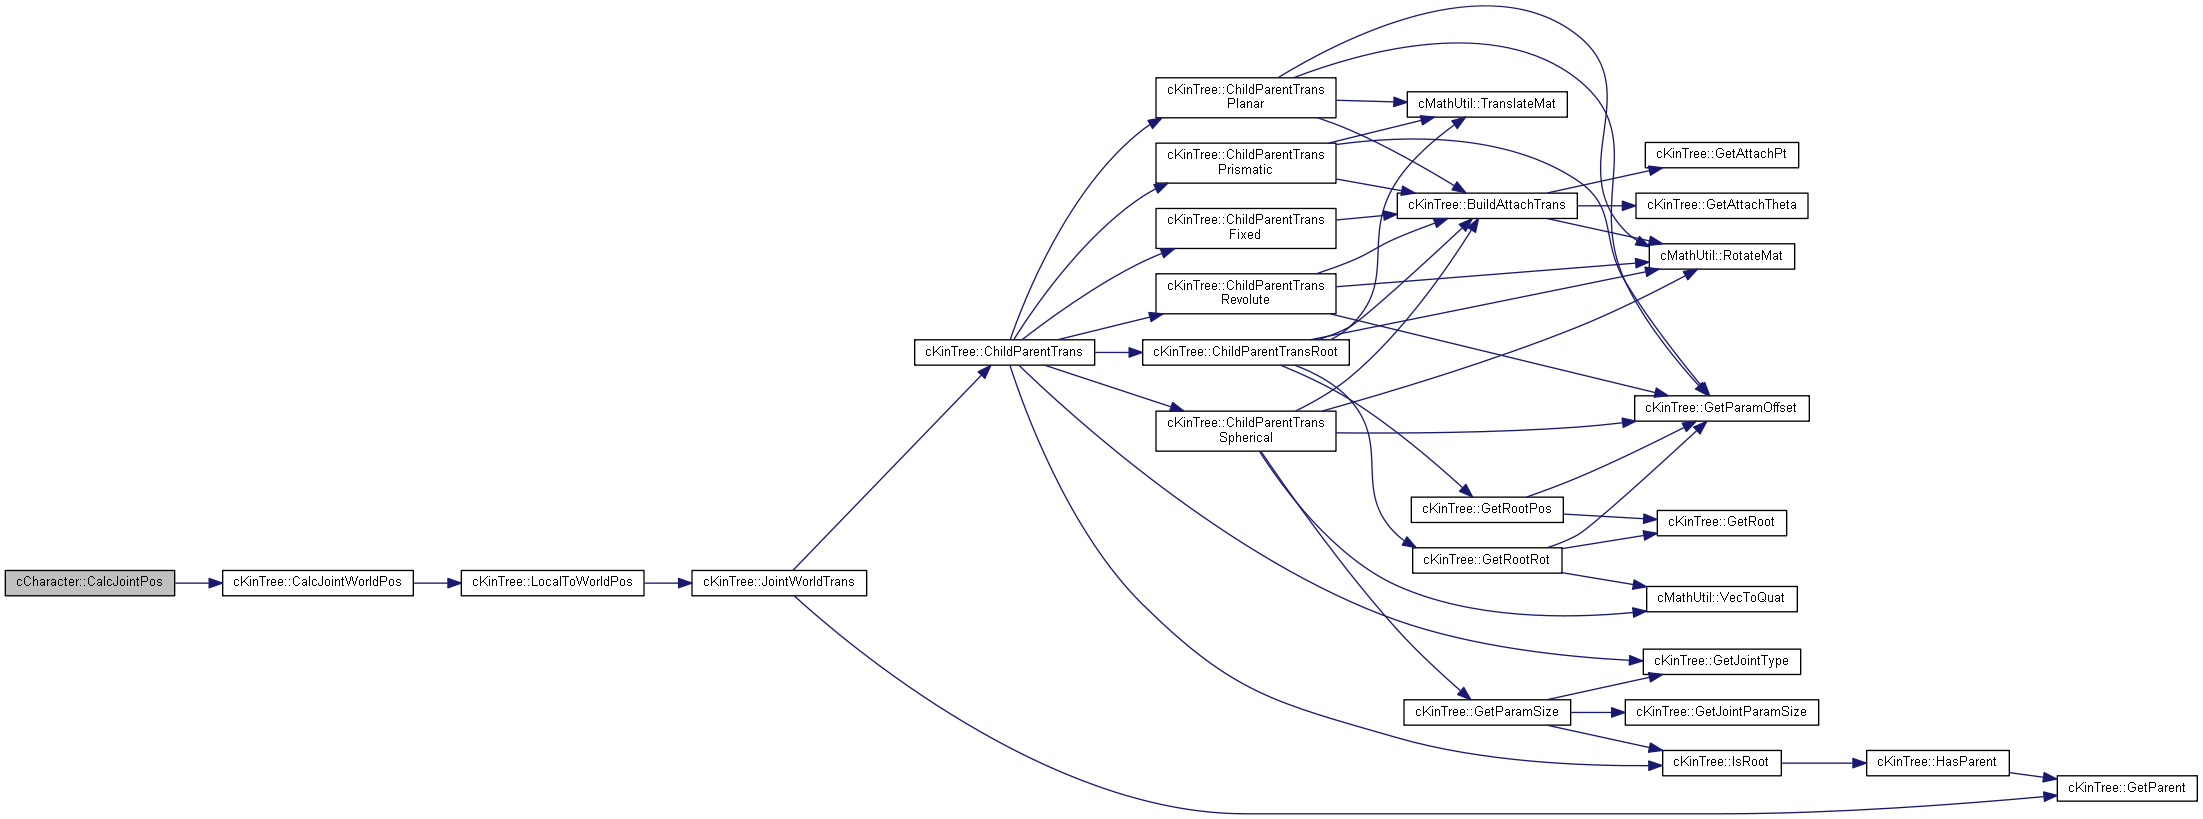 cCharacter::CalcJointPos
cKinTree::CalcJointWorldPos
cKinTree::LocalToWorldPos
cKinTree::JointWorldTrans
cKinTree::ChildParentTrans
cKinTree::ChildParentTrans
Planar
cKinTree::ChildParentTrans
Prismatic
cKinTree::ChildParentTrans
Fixed
cKinTree::ChildParentTrans
Revolute
cKinTree::ChildParentTransRoot
cKinTree::ChildParentTrans
Spherical
cMathUtil::TranslateMat
cKinTree::BuildAttachTrans
cKinTree::GetRootPos
cKinTree::GetRootRot
cKinTree::GetParamSize
cKinTree::GetAttachPt
cKinTree::GetAttachTheta
cMathUtil::RotateMat
cKinTree::GetParamOffset
cKinTree::GetRoot
cMathUtil::VecToQuat
cKinTree::GetJointType
cKinTree::GetJointParamSize
cKinTree::IsRoot
cKinTree::HasParent
cKinTree::GetParent